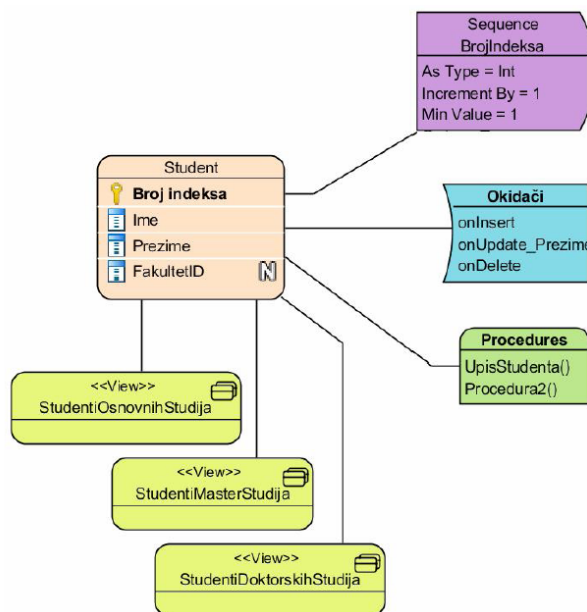 Sequence
BrojIndeksa
As Type = Int
Increment By = 1
Min Value = 1
Student
Broj indeksa
Ime
Prezime
FakultetID
N
Okidači
onInsert
onUpdate_Prezime
onDelete
Procedures
UpisStudenta()
Procedura2()
<<View>>
StudentiOsnovnihStudija
<<View>>
StudentiMasterStudija
<<View>>
StudentiDoktorskihStudija